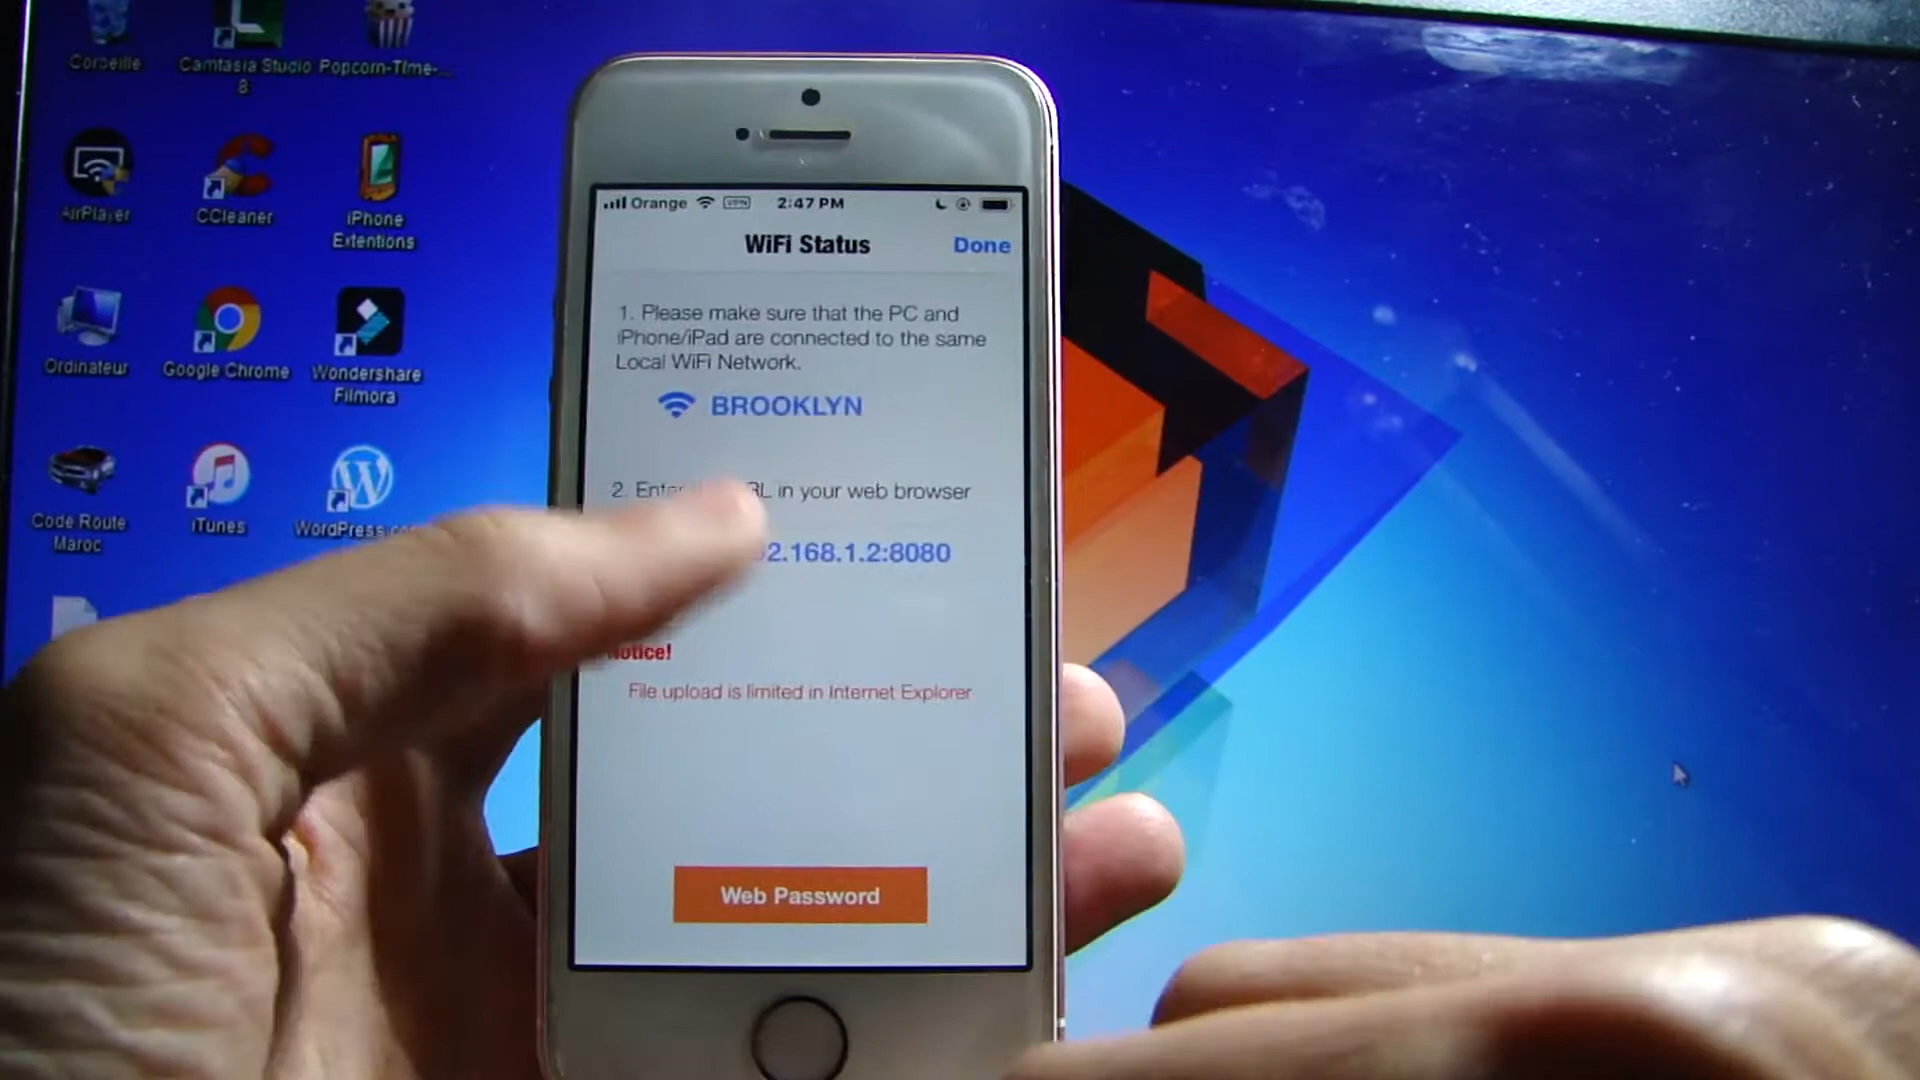 Corbeille
Camtasia Studio
8
Popcorn-Time-...
AirPlayer
CCleaner
iPhone
Extentions
Ordinateur
Google Chrome
Wondershare
Filmora
Code Route
Maroc
iTunes
Orange
VPN
2:47 PM
WiFi Status
Done
1. Please make sure that the PC and
iPhone/iPad are connected to the same
Local WiFi Network.
BROOKLYN
2. in your web browser
2.168.1.2:8080
File upload is limited in Internet Explorer
Web Password